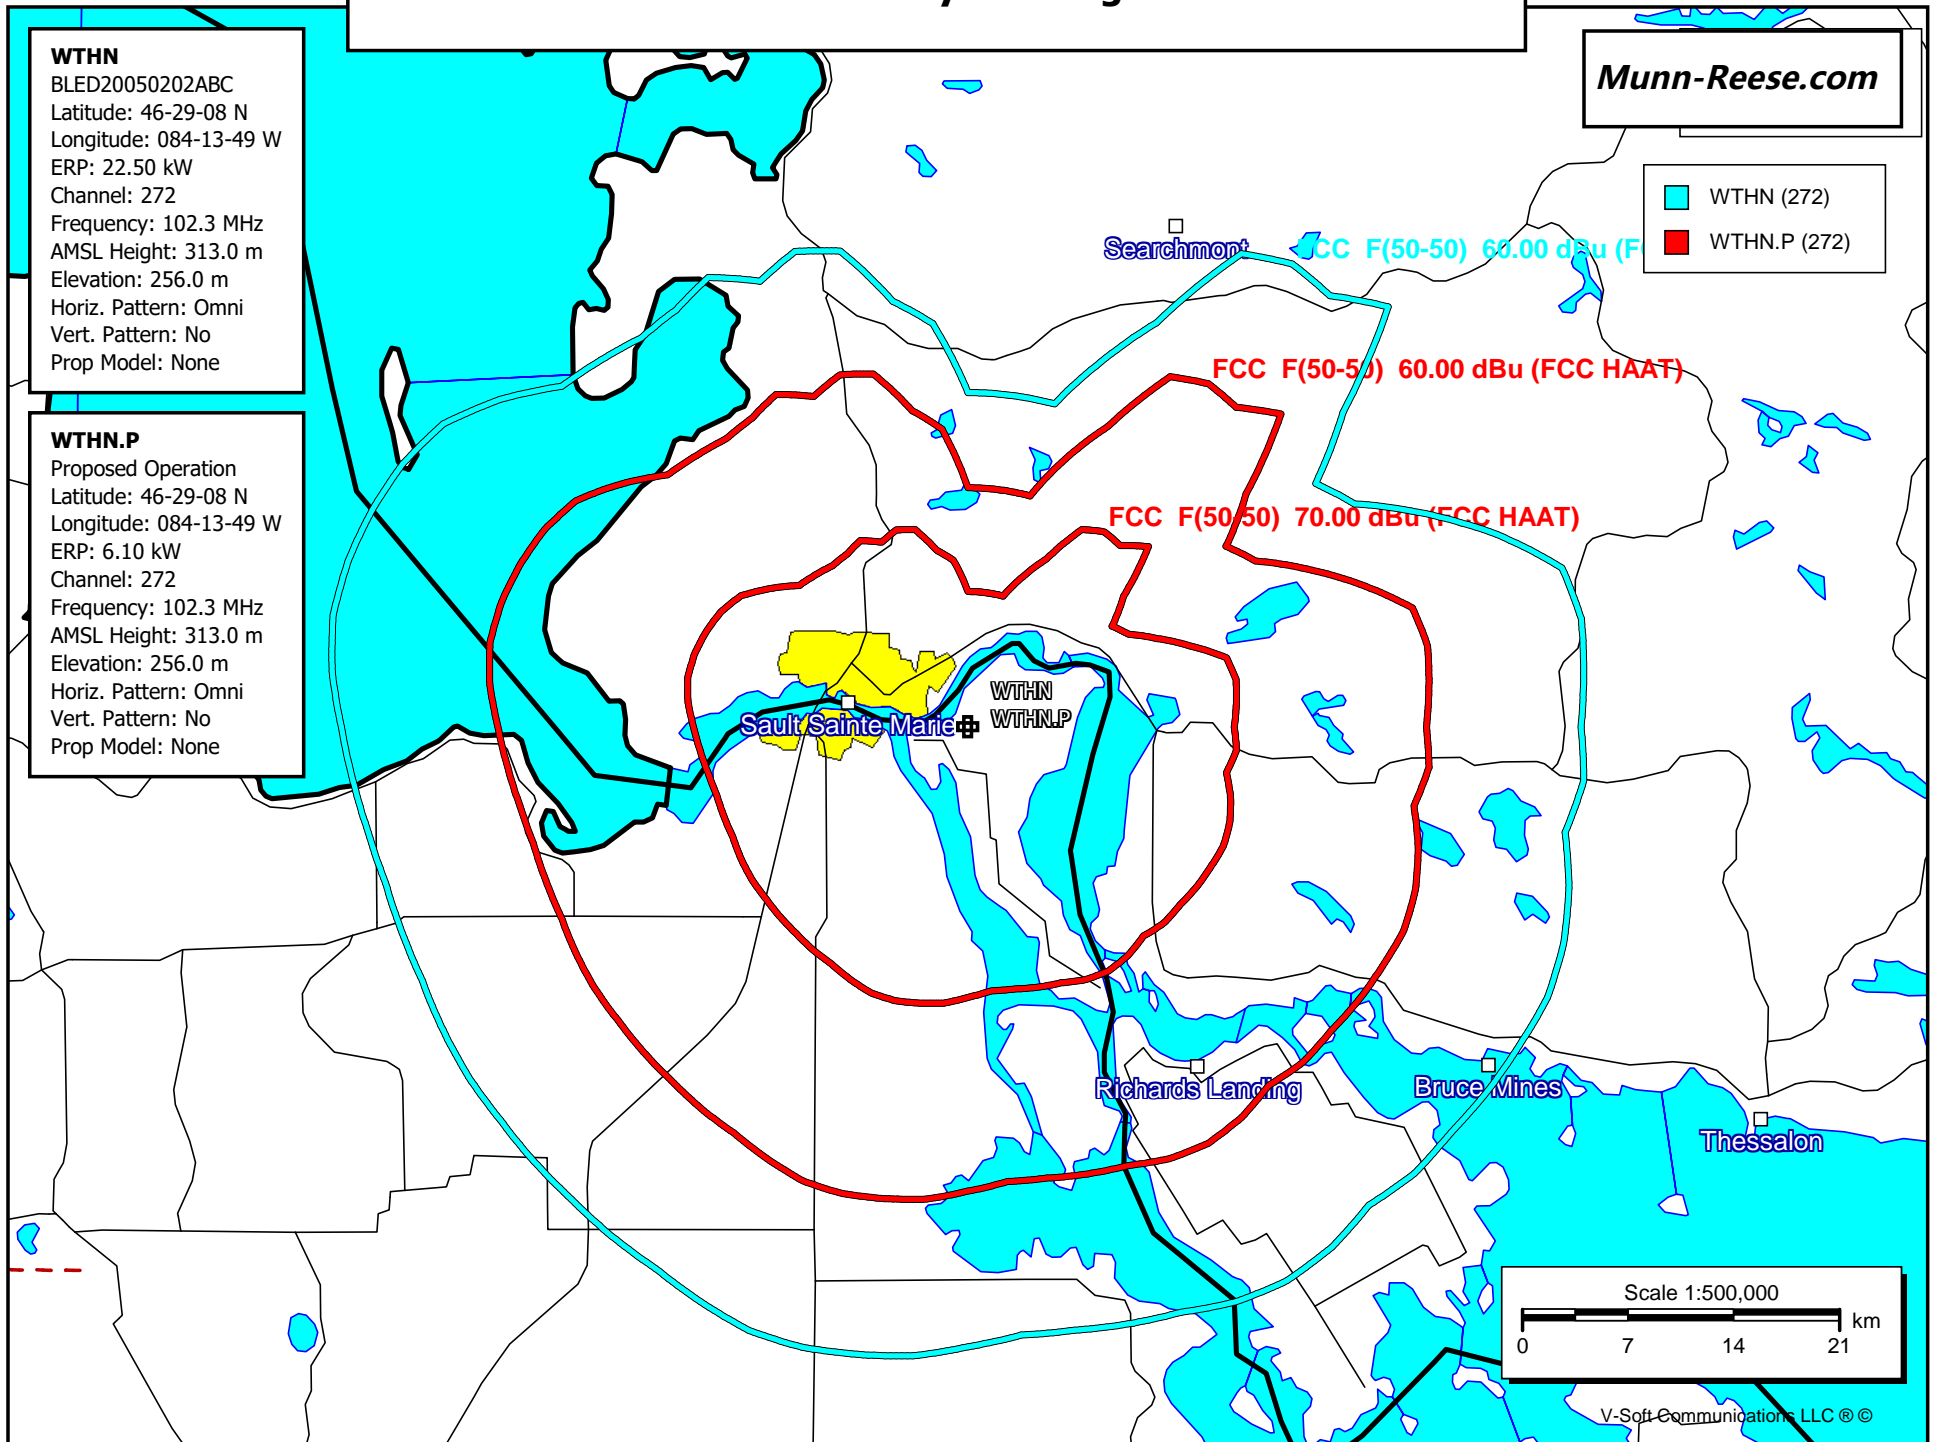 WTHN
BLED20050202ABC
Latitude: 46-29-08 N
Longitude: 084-13-49 W
ERP: 22.50 kW
Channel: 272
Frequency: 102.3 MHz
AMSL Height: 313.0 m
Elevation: 256.0 m
Horiz. Pattern: Omni
Vert. Pattern: No
Prop Model: None
WTHN.P
Proposed Operation
Latitude: 46-29-08 N
Longitude: 084-13-49 W
ERP: 6.10 kW
Channel: 272
Frequency: 102.3 MHz
AMSL Height: 313.0 m
Elevation: 256.0 m
Horiz. Pattern: Omni
Vert. Pattern: No
Prop Model: None
Munn-Reese.com
WTHN (272)
WTHN.P (272)
Searchmont
FCC F(50-50) 60.00 dBu
FCC F(50-50) 60.00 dBu (FCC HAAT)
FCC F(50-50) 70.00 dBu (FCC HAAT)
WTHN
WTHN.P
Sault Sainte Marie
Richards Landing
Bruce Mines
Thessalon
Scale 1:500,000
km
0 7 14 21
V-Soft Communications LLC ® ©